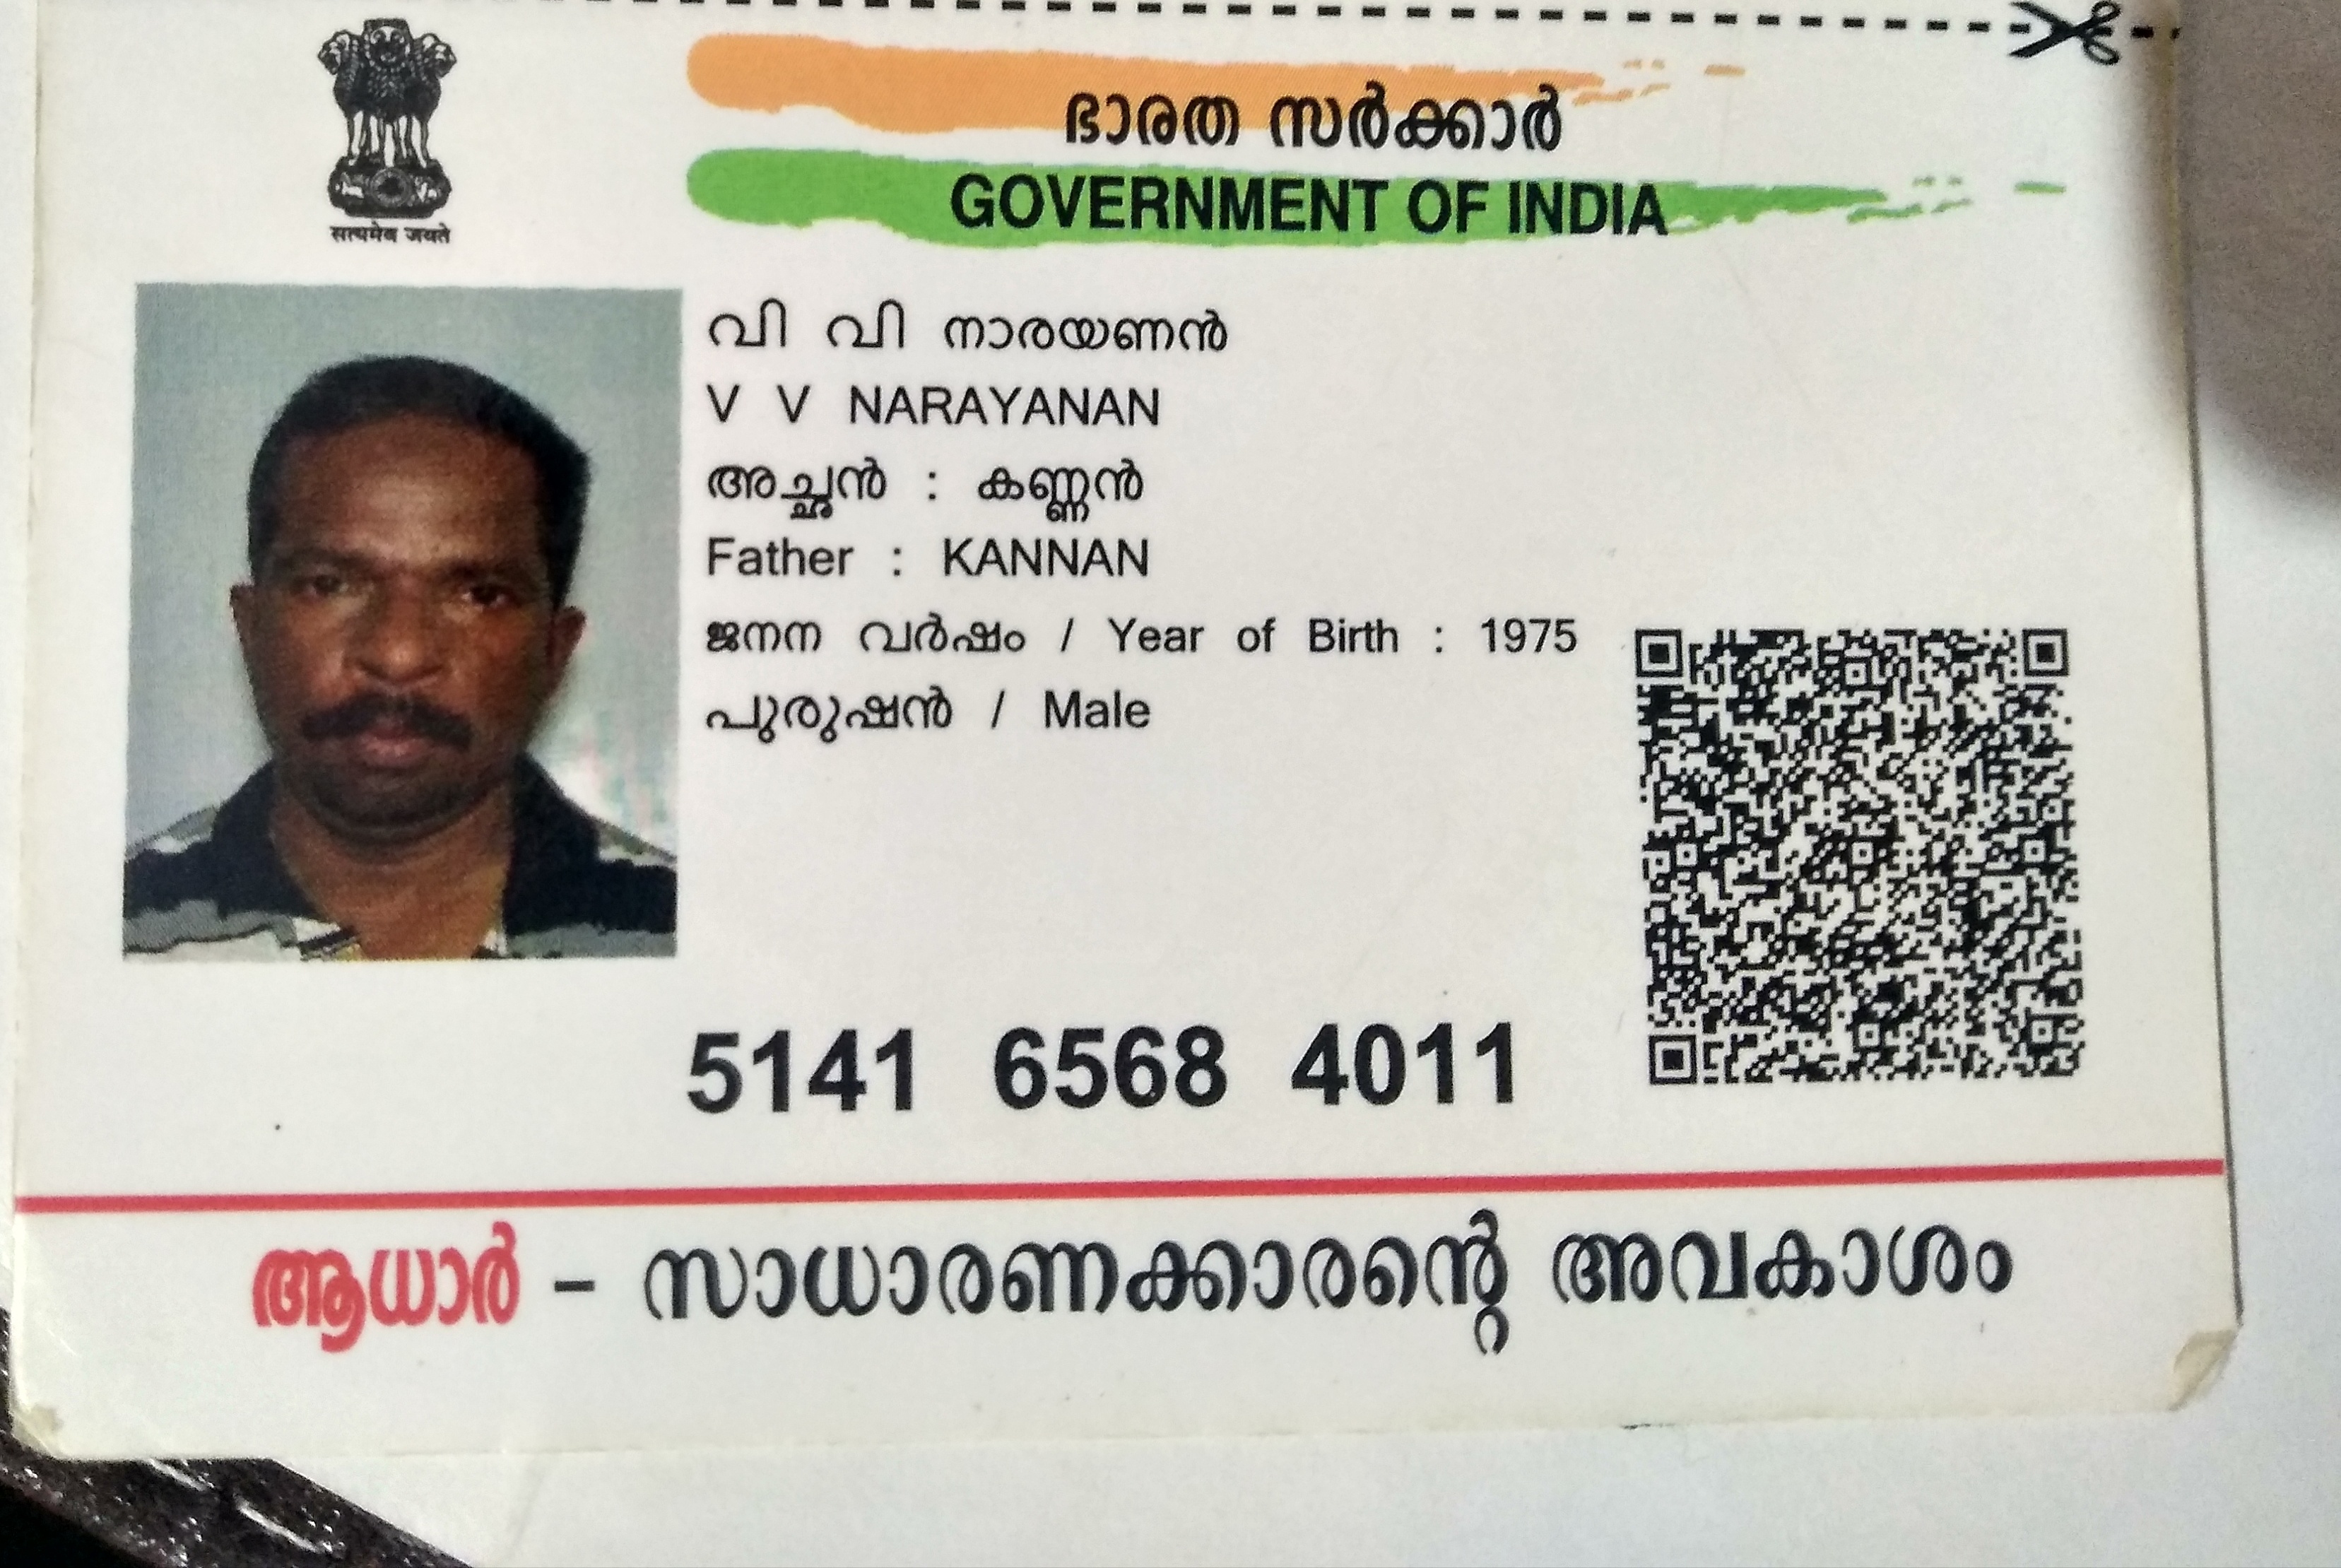 सत्यमेव जयते
ഭാരത സർക്കാർ
GOVERNMENT OF INDIA
വി വി നാരയണൻ
V V NARAYANAN
അച്ഛൻ : കണ്ണൻ
Father : KANNAN
ജനന വർഷം / Year of Birth : 1975
പുരുഷൻ / Male
5141 6568 4011
ആധാർ – സാധാരണക്കാരന്റെ അവകാശം